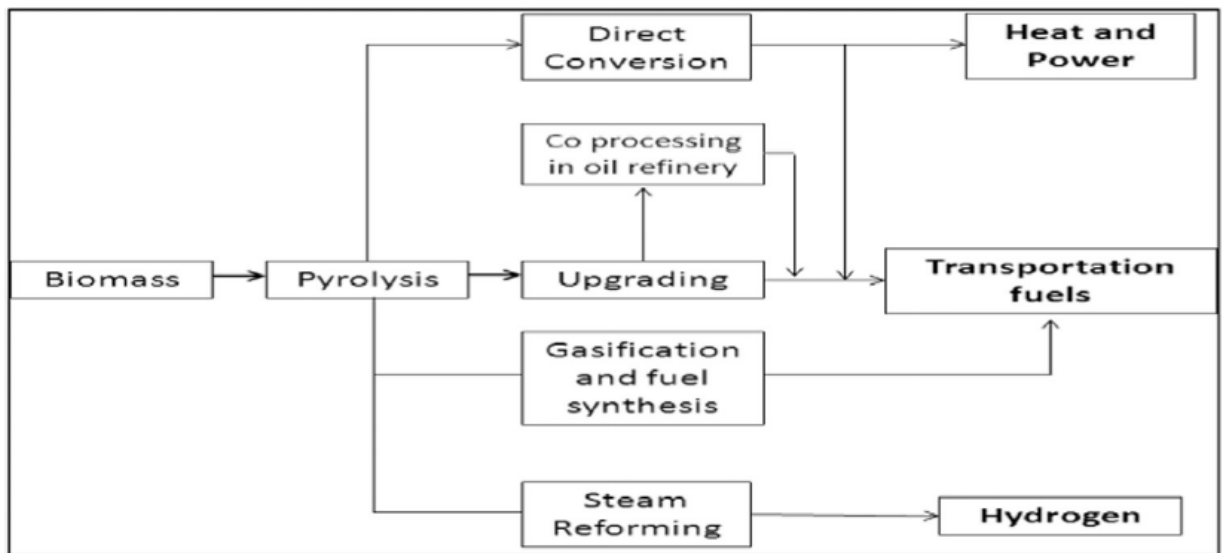 Direct
Conversion
Heat and
Power
Co processing
in oil refinery
Biomass
Pyrolysis
Upgrading
Transportation
fuels
Gasification
and fuel
synthesis
Steam
Reforming
Hydrogen